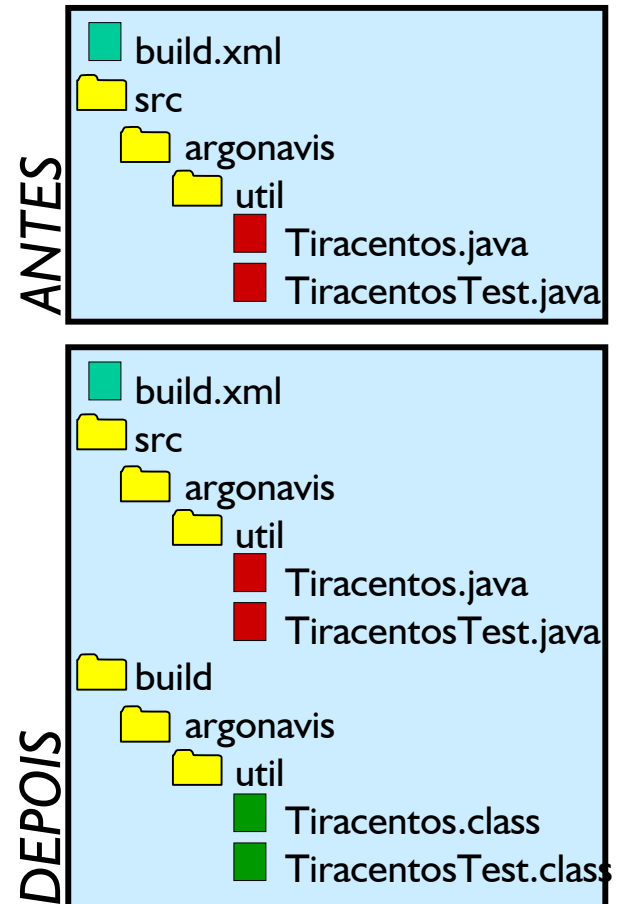 ANTES
build.xml
src
argonavis
util
Tiracentos.java
TiracentosTest.java
DEPOIS
build.xml
src
argonavis
util
Tiracentos.java
TiracentosTest.java
build
argonavis
util
Tiracentos.class
TiracentosTest.class